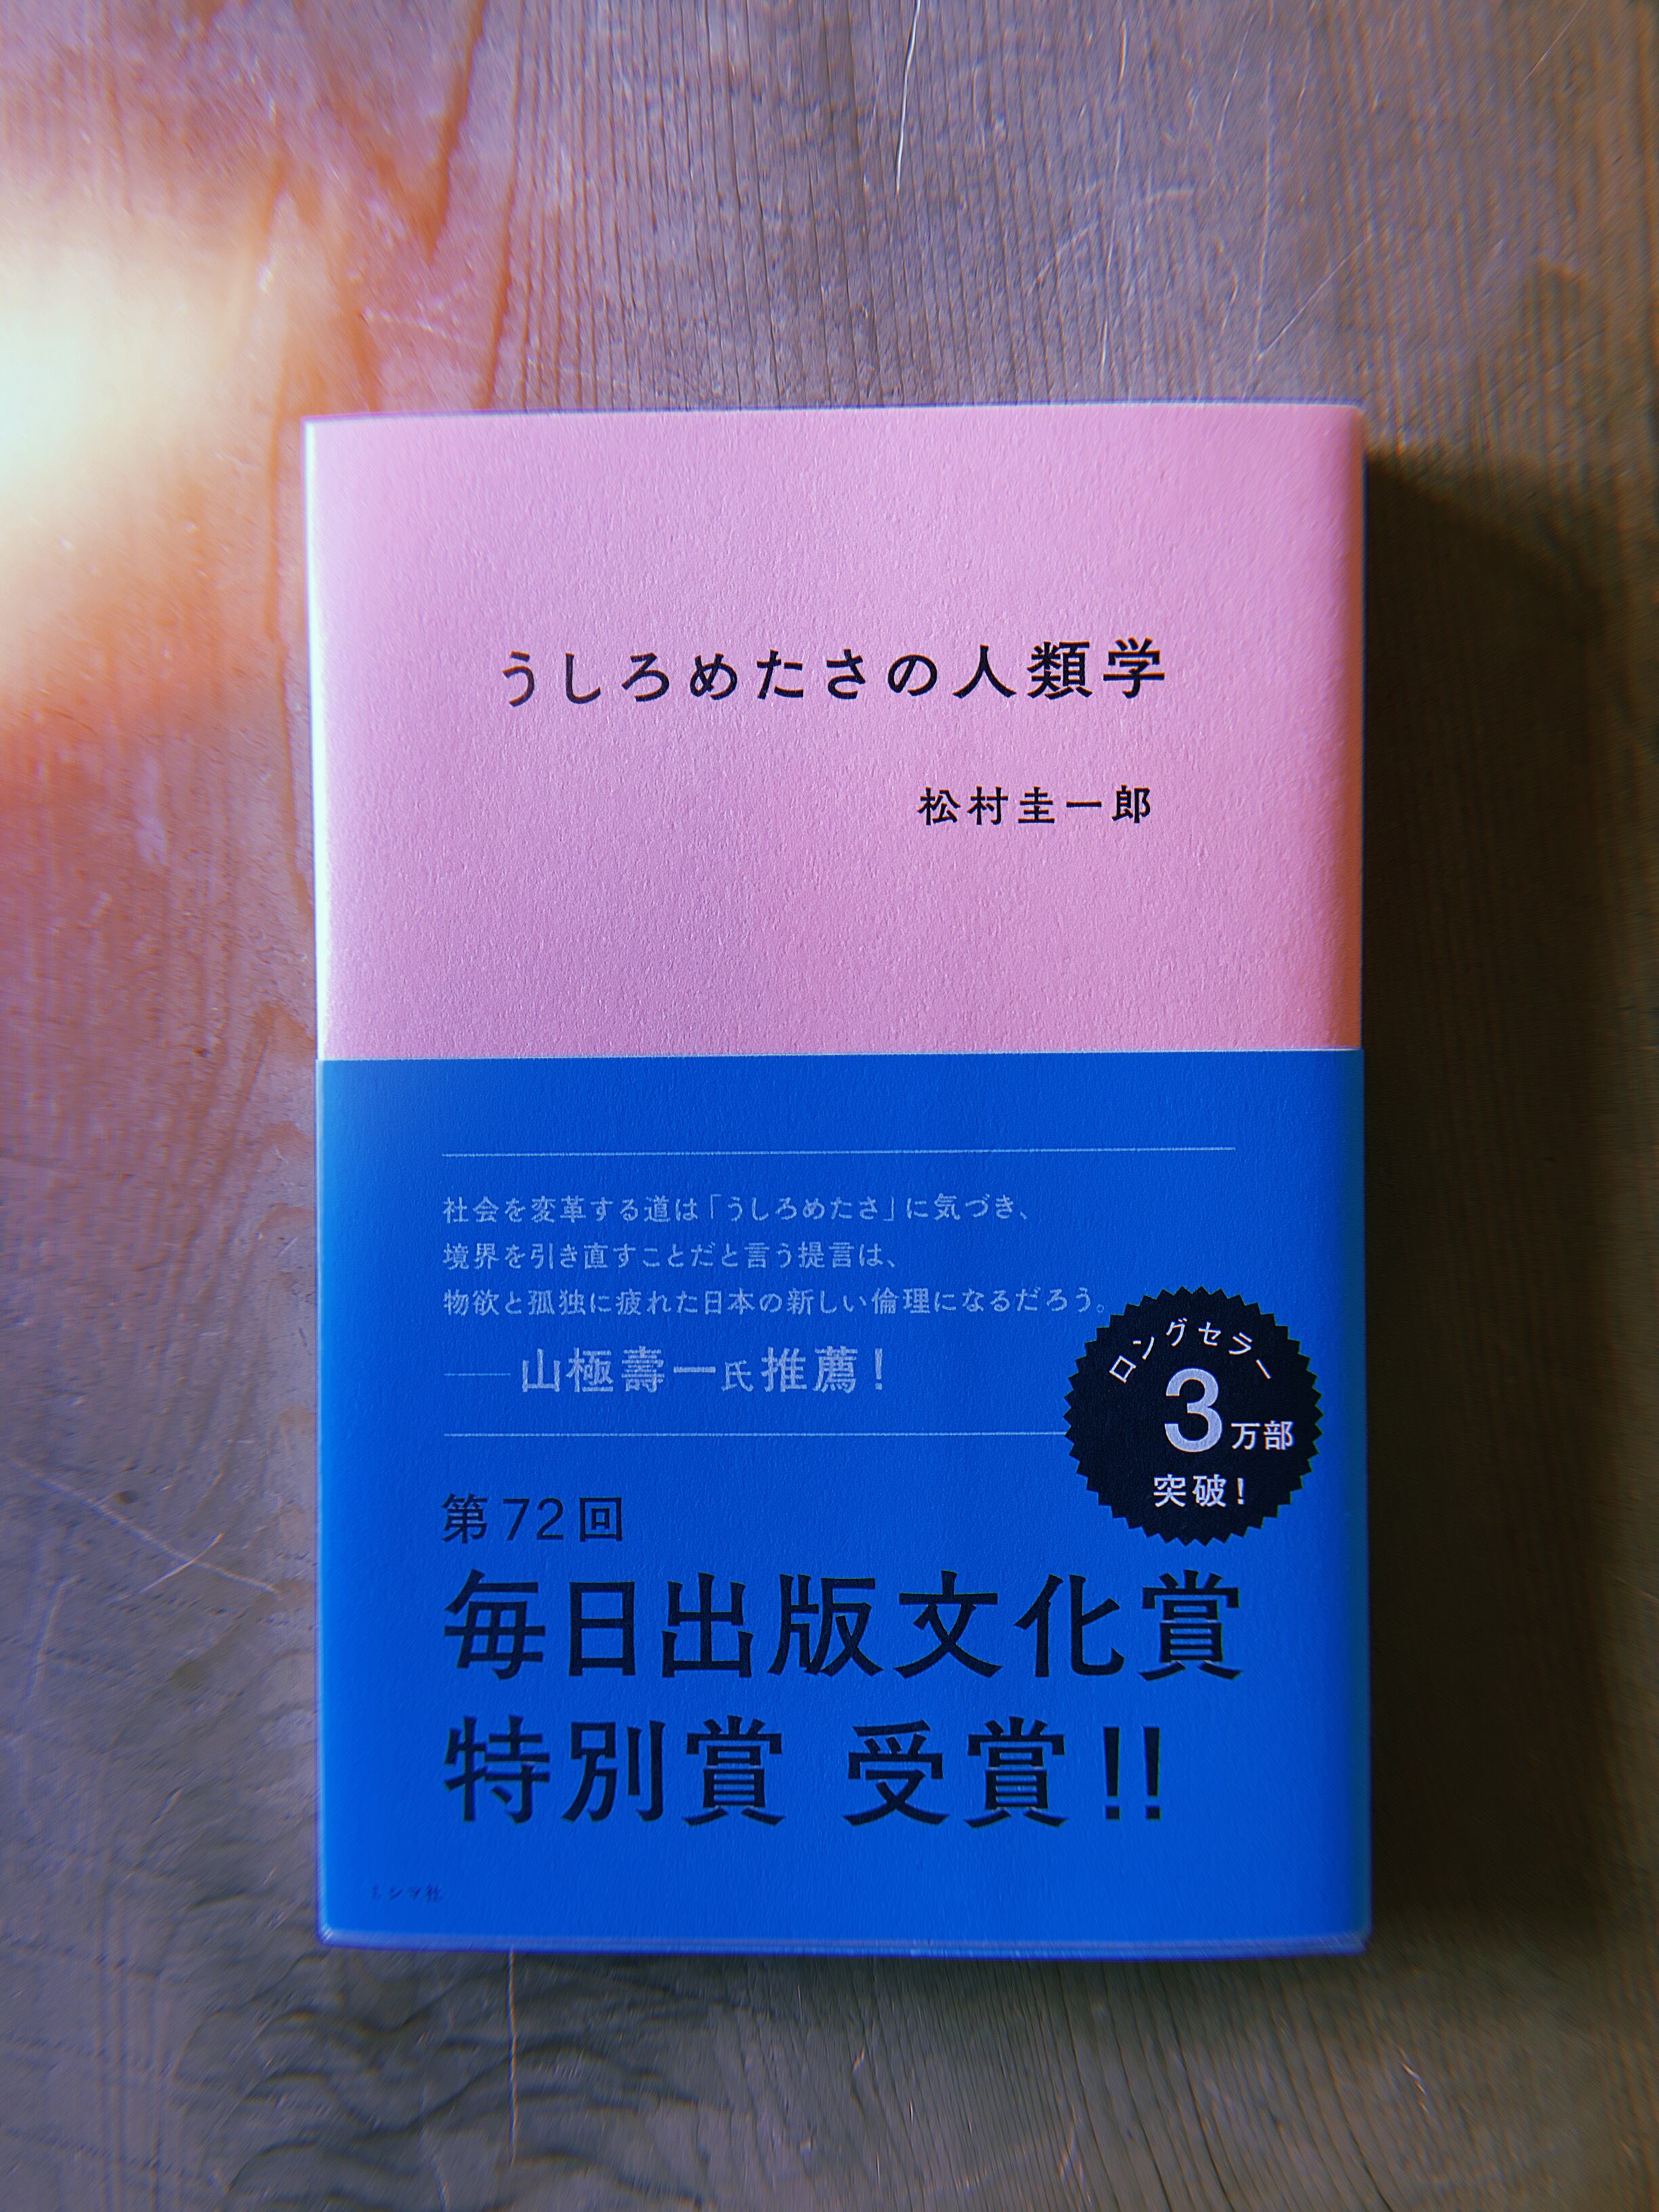 うしろめたさの人類学
松村圭一郎
社会を変革する道は「うしろめたさ」に気づき、
境界を引き直すことだと言う提言は、
物欲と孤独に疲れた日本の新しい倫理になるだろう。
——山極壽一氏推薦!
ロングセラー
3万部
突破!
第72回
毎日出版文化賞
特別賞 受賞!!
ミシマ社